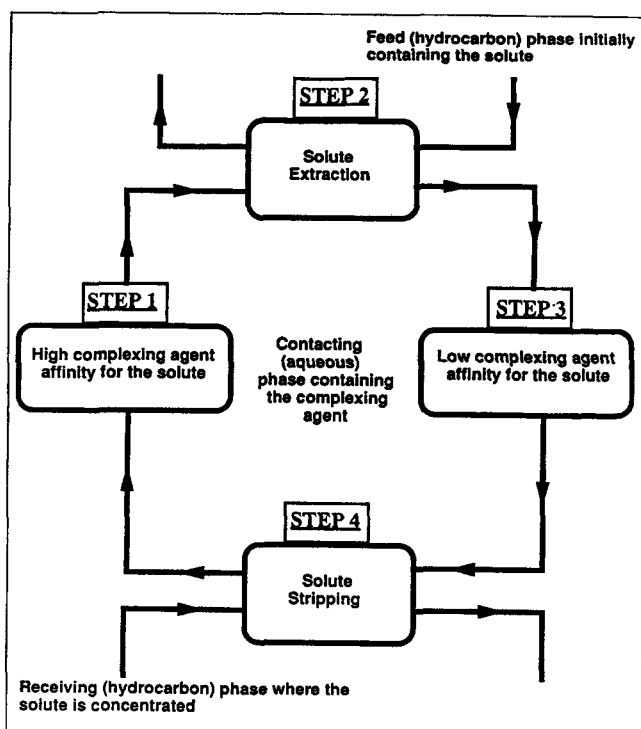 Feed (hydrocarbon) phase initially
containing the solute
STEP 2
Solute
Extraction
STEP 1
High complexing agent
affinity for the solute
Contacting
(aqueous)
phase containing
the complexing
agent
STEP 3
Low complexing agent
affinity for the solute
STEP 4
Solute
Stripping
Receiving (hydrocarbon) phase where the
solute is concentrated